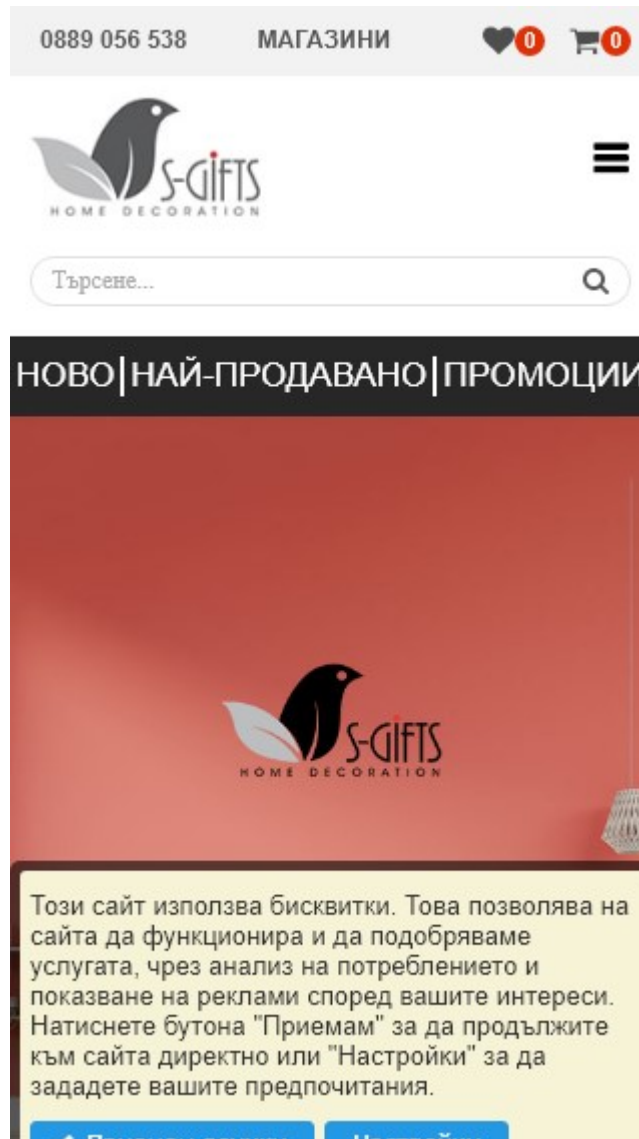 0889 056 538 МАГАЗИНИ 0 0
S-GIFTS
HOME DECORATION
Търсене...
НОВО|НАЙ-ПРОДАВАНО|ПРОМОЦИИ
S-GIFTS
HOME DECORATION
Този сайт използва бисквитки. Това позволява на
сайта да функционира и да подобряваме
услугата, чрез анализ на потреблението и
показване на реклами според вашите интереси.
Натиснете бутона "Приемам" за да продължите
към сайта директно или "Настройки" за да
зададете вашите предпочитания.